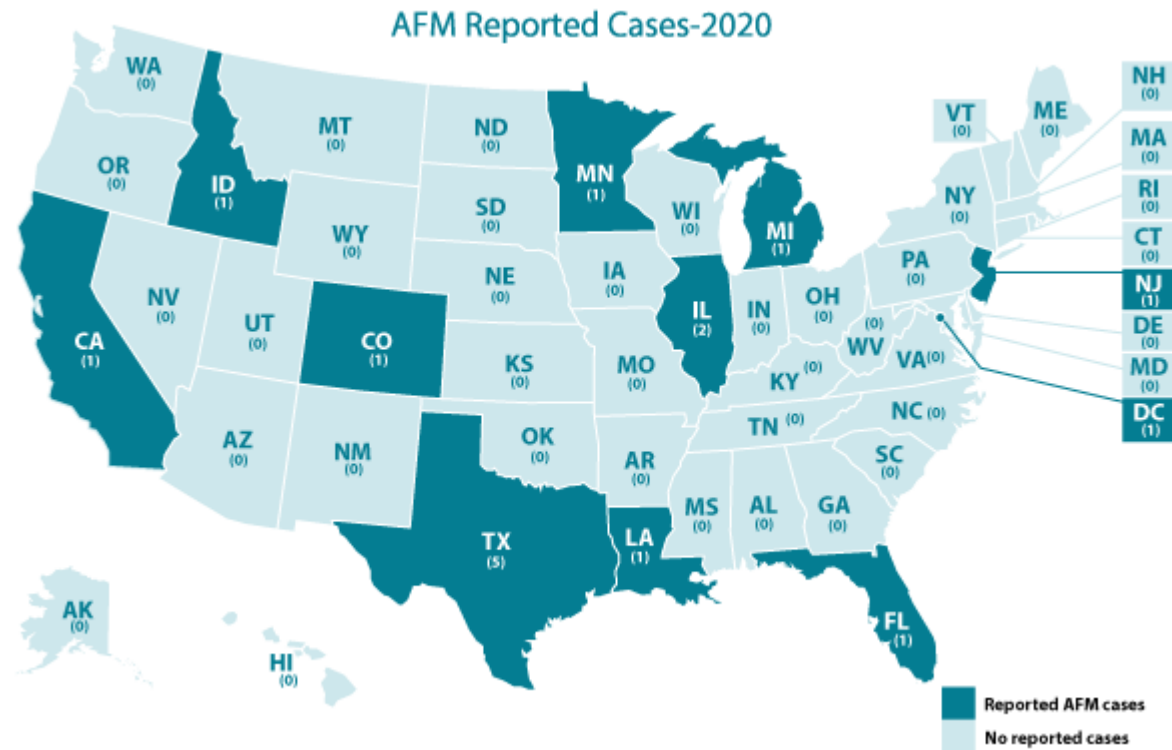 AFM Reported Cases-2020
WA
(0)
OR
(0)
ID
(1)
MT
(0)
ND
(0)
MN
(1)
SD
(0)
WY
(0)
WI
(0)
MI
(1)
CA
(1)
NV
(0)
UT
(0)
CO
(1)
NE
(0)
IA
(0)
IL
(2)
IN
(0)
OH
(0)
PA
(0)
NY
(0)
VT
(0)
ME
(0)
NH
(0)
MA
(0)
RI
(0)
CT
(0)
NJ
(1)
DE
(0)
MD
(0)
DC
(1)
KS
(0)
MO
(0)
KY (0)
(0)
WV
VA(0)
AZ
(0)
NM
(0)
OK
(0)
AR
(0)
TN (0)
NC (0)
SC
(0)
TX
(5)
LA
(1)
MS
(0)
AL
(0)
GA
(0)
FL
(1)
AK
(0)
HI
(0)
Reported AFM cases
No reported cases